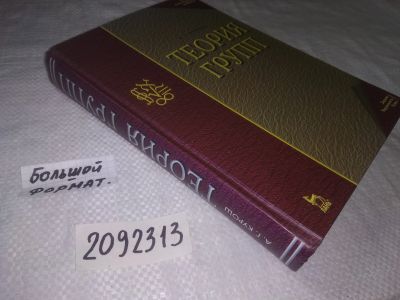 ТЕОРИЯ
ГРУПП
А. Г. КУРОШ
ТЕОРИЯ ГРУПП
Большой
формат.
2092313